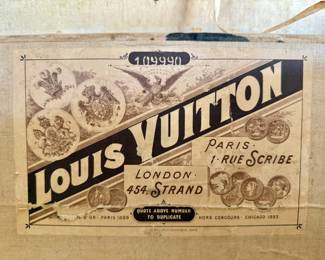 109990
LOUIS VUITTON
PARIS·
1·RUE SCRIBE
LONDON·
454·STRAND
D'OR·PARIS 1889
QUOTE ABOVE NUMBER
TO DUPLICATE
HORS CONCOURS·CHICAGO 1893